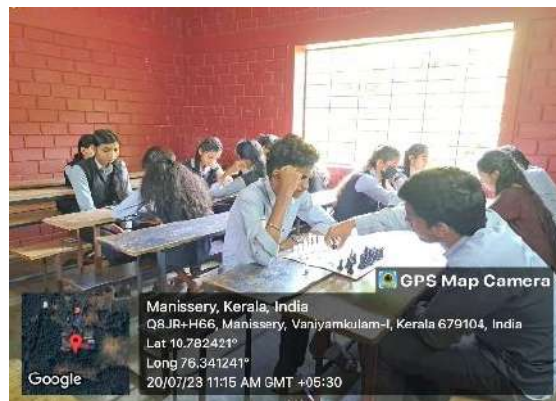 GPS Map Camera
Manissery, Kerala, India
Q8JR+H66, Manissery, Vaniyamkulam-I, Kerala 679104, India
Lat 10.782421°
Long 76.341241°
20/07/23 11:15 AM GMT +05:30
Google